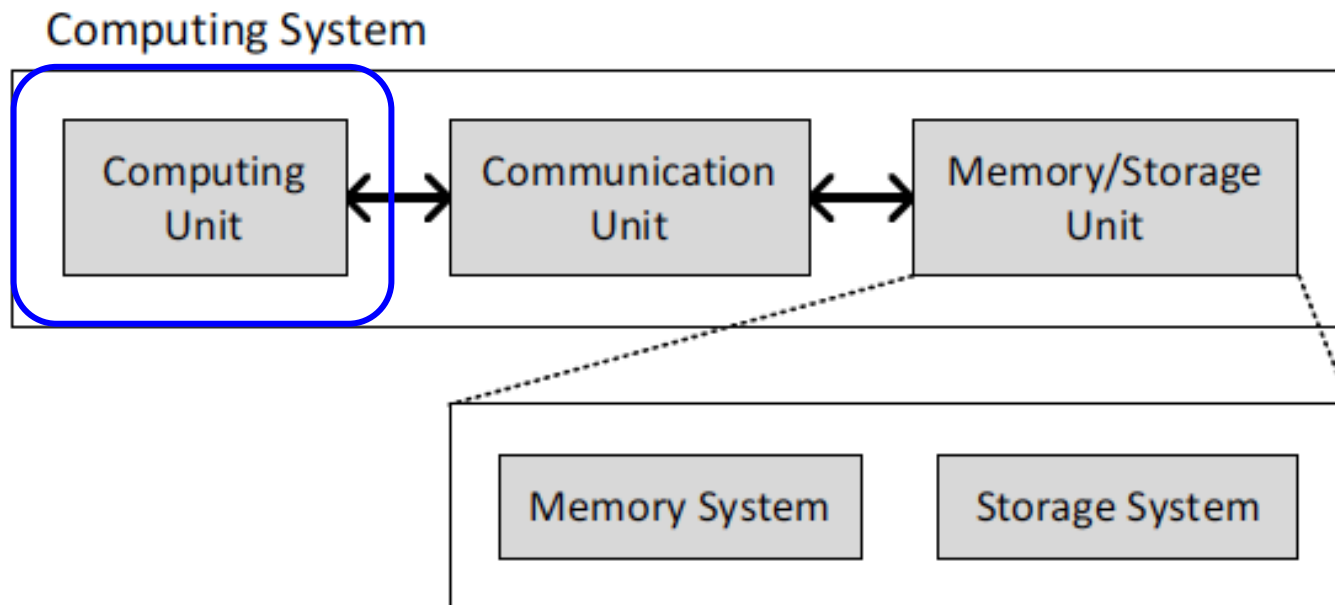 Computing System
Computing
Unit
Communication
Unit
Memory/Storage
Unit
Memory System
Storage System